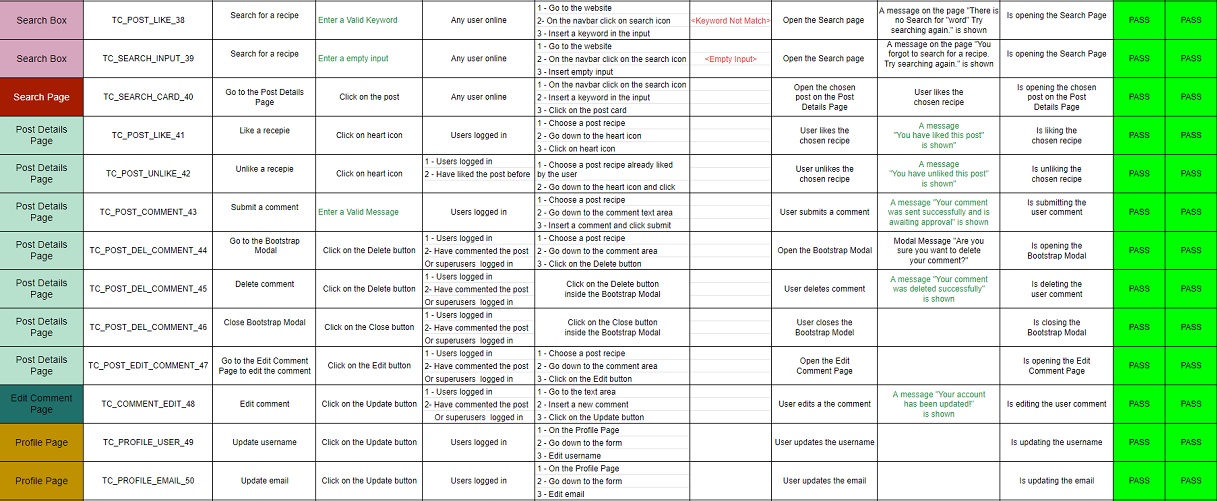 Search Box
TC_POST_LIKE_38
Search for a recipe
Enter a Valid Keyword
Any user online
1 - Go to the website
2- On the navbar click on search icon
3 - Insert a keyword in the input
<Keyword Not Match>
Open the Search page
A message on the page "There is
no Search for "word" Try
searching again." is shown
Is opening the Search Page
PASS
PASS
Search Box
TC_SEARCH_INPUT_39
Search for a recipe
Enter a empty input
Any user online
1 - Go to the website
2 - On the navbar click on the search icon
3 - Insert empty input
<Empty Input>
Open the Search page
A message on the page "You
forgot to search for a recipe.
Try searching again." is shown
Is opening the Search Page
PASS
PASS
Search Page
TC_SEARCH_CARD_40
Go to the Post Details
Page
Click on the post
Any user online
1 - On the navbar click on the search icon
2 - Insert a keyword in the input
3 - Click on the post card
Open the chosen
post on the Post
Details Page
User likes the
chosen recipe
Is opening the chosen
post on the Post
Details Page
PASS
PASS
Post Details
Page
TC_POST_LIKE_41
Like a recepie
Click on heart icon
Users logged in
1 - Choose a post recipe
2 - Go down to the heart icon
3 - Click on heart icon
User likes the
chosen recipe
A message
"You have liked this post"
is shown"
Is liking the
chosen recipe
PASS
PASS
Post Details
Page
TC_POST_UNLIKE_42
Unlike a recepie
Click on heart icon
1 - Users logged in
2 - Have liked the post before
1 - Choose a post recipe already liked
by the user
2 - Go down to the heart icon and click
User unlikes the
chosen recipe
A message
"You have unliked this post"
is shown"
Is unliking the
chosen recipe
PASS
PASS
Post Details
Page
TC_POST_COMMENT_43
Submit a comment
Enter a Valid Message
Users logged in
1 - Choose a post recipe
2 - Go down to the comment text area
3 - Insert a comment and click submit
User submits a comment
A message "Your comment
was sent successfully and is
awaiting approval" is shown
Is submitting the
user comment
PASS
PASS
Post Details
Page
TC_POST_DEL_COMMENT_44
Go to the Bootstrap
Modal
Click on the Delete button
1 - Users logged in
2- Have commented the post
Or superusers logged in
1 - Choose a post recipe
2 - Go down to the comment area
3 - Click on the Delete button
Open the Bootstrap Modal
Modal Message "Are you
sure you want to delete
your comment?"
Is opening the
Bootstrap Modal
PASS
PASS
Post Details
Page
TC_POST_DEL_COMMENT_45
Delete comment
Click on the Delete button
1 - Users logged in
2- Have commented the post
Or superusers logged in
Click on the Delete button
inside the Bootstrap Modal
User deletes comment
A message "Your comment
was deleted successfully"
is shown
Is deleting the
user comment
PASS
PASS
Post Details
Page
TC_POST_DEL_COMMENT_46
Close Bootstrap Modal
Click on the Close button
1 - Users logged in
2- Have commented the post
Or superusers logged in
Click on the Close button
inside the Bootstrap Modal
User closes the
Bootstrap Modal
Is closing the
Bootstrap Modal
PASS
PASS
Post Details
Page
TC_POST_EDIT_COMMENT_47
Go to the Edit Comment
Page to edit the comment
Click on the Update button
1 - Users logged in
2- Have commented the post
Or superusers logged in
1 - Choose a post recipe
2 - Go down to the comment area
3 - Click on the Edit button
Open the Edit
Comment Page
Is opening the Edit
Comment Page
PASS
PASS
Edit Comment
Page
TC_COMMENT_EDIT_48
Edit comment
Click on the Update button
1 - Users logged in
2- Have commented the post
Or superusers logged in
1 - Go to the text area
2 - Insert a new comment
3 - Click on the Update button
User edits a the comment
A message "Your account
has been updated!"
is shown
Is editing the user comment
PASS
PASS
Profile Page
TC_PROFILE_USER_49
Update username
Click on the Update button
Users logged in
1 - On the Profile Page
2 - Go down to the form
3 - Edit username
User updates the username
Is updating the username
PASS
PASS
Profile Page
TC_PROFILE_EMAIL_50
Update email
Click on the Update button
Users logged in
1 - On the Profile Page
2 - Go down to the form
3 - Edit email
User updates the email
Is updating the email
PASS
PASS